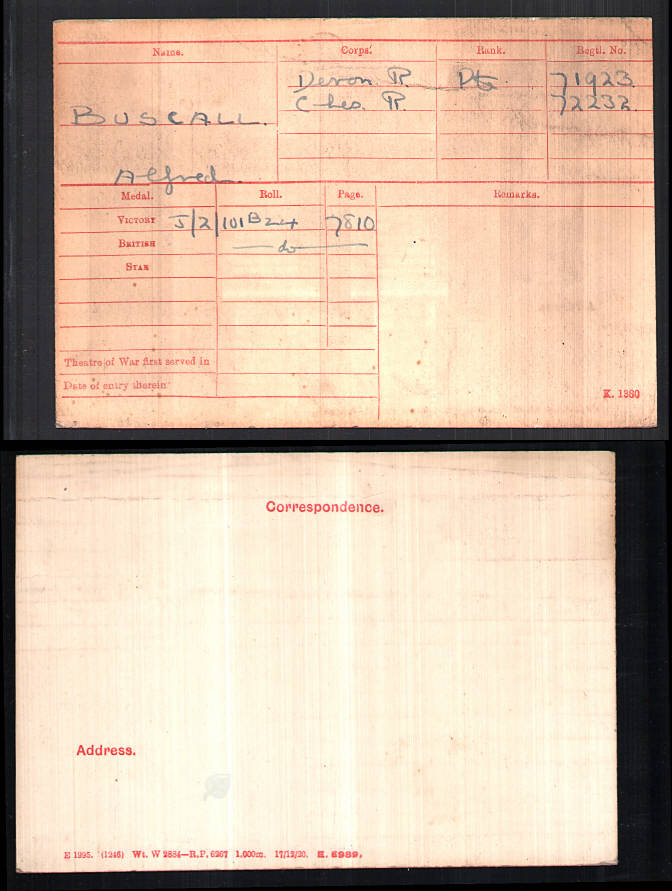 Name. Corps. Rank. Regtl. No.
Devon. R. Pte. 71923
BUSCALL. Ches. R. 72232.
Alfred.
Medal. Roll. Page. Remarks.
VICTORY J/2/101B24 7810
BRITISH — do —
STAR
Theatre of War first served in
Date of entry therein
K. 1380
Correspondence.
Address.
E 1995. (1246) Wt. W 2884—R.P. 6267 1,000m. 17/12/20. E. 6989.